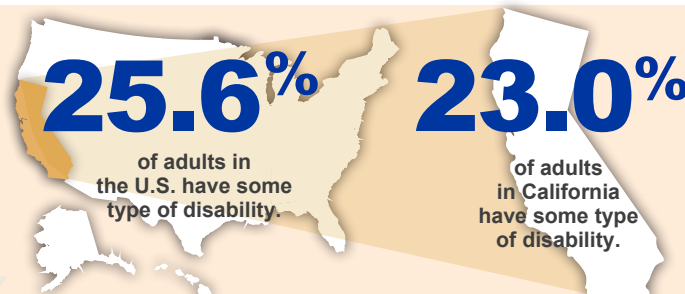 25.6%
of adults in
the U.S. have some
type of disability.
23.0%
of adults
in California
have some type
of disability.